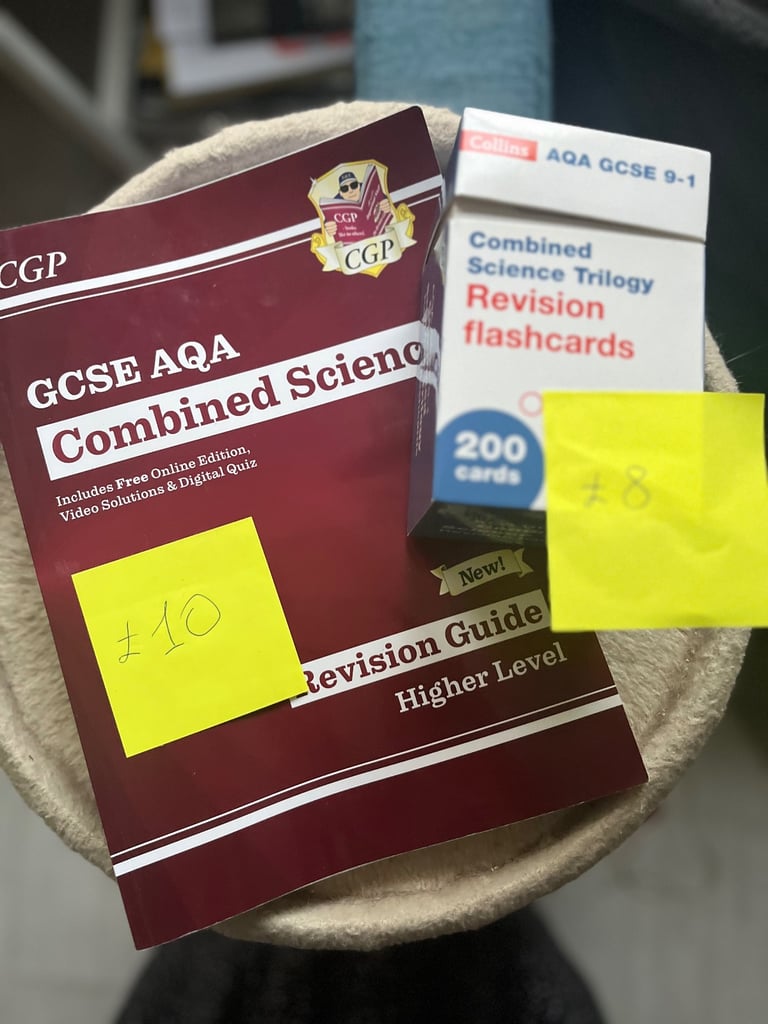 CGP
CGP
CGP
GCSE AQA
Combined Scienc
Includes Free Online Edition,
Video Solutions & Digital Quiz
£10
New!
Revision Guide
Higher Level
Collins AQA GCSE 9-1
Combined
Science Trilogy
Revision
flashcards
200
cards
£8